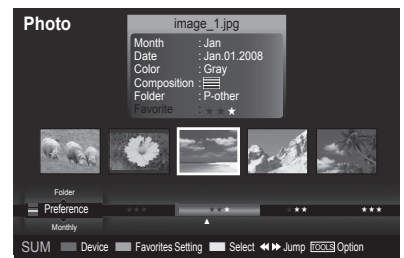 Photo
image_1.jpg
Month : Jan
Date : Jan.01.2008
Color : Gray
Composition :
Folder : P-other
Favorite : ★ ★ ★
Folder
Preference ★★★ ★★★ ★★★ ★★★
Monthly
SUM Device Favorites Setting Select ◀◀ ▶▶ Jump TOOLS Option